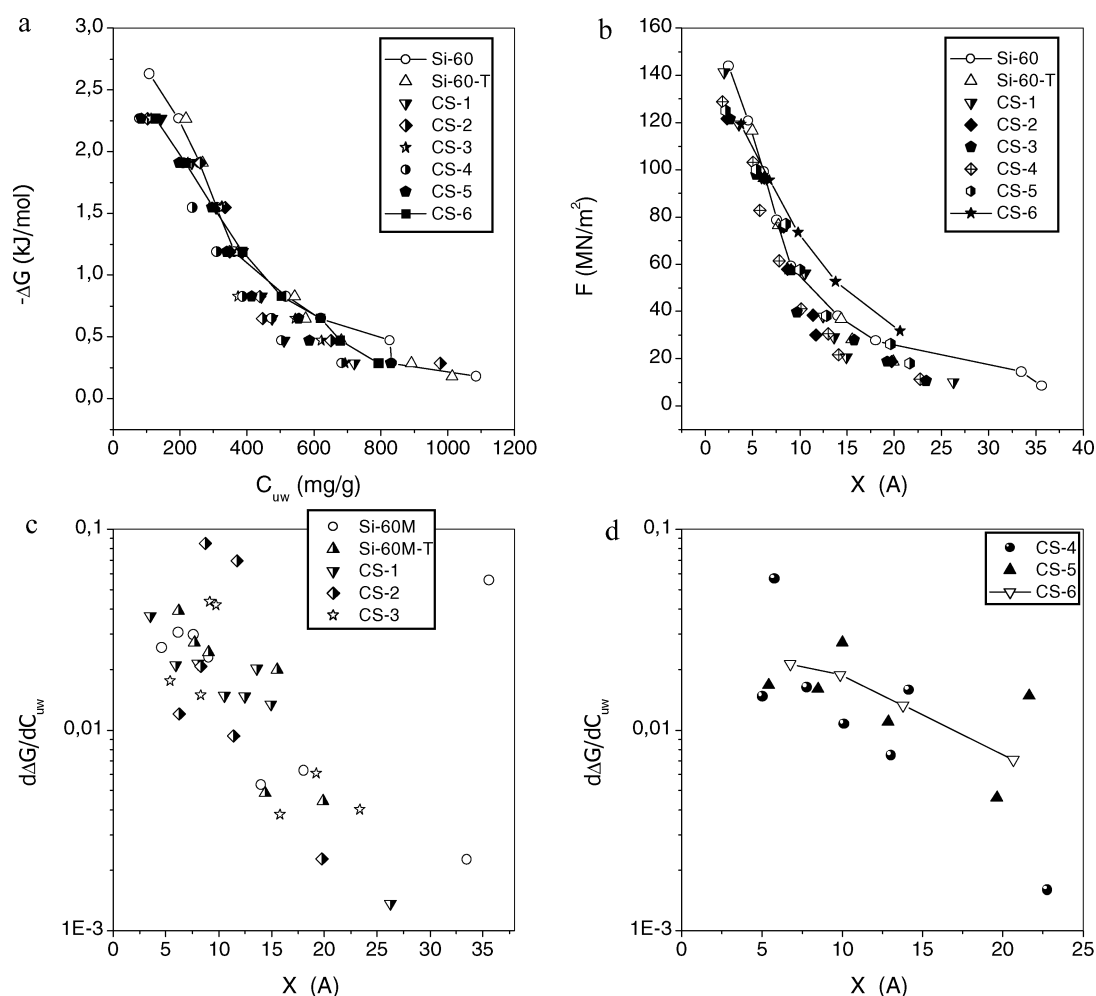 a
3,0
2,5
2,0
1,5
1,0
0,5
0,0
-ΔG (kJ/mol)
0
200
400
600
800
1000
1200
C_uw (mg/g)
Si-60
Si-60-T
CS-1
CS-2
CS-3
CS-4
CS-5
CS-6
b
160
140
120
100
80
60
40
20
0
F (MN/m²)
0
5
10
15
20
25
30
35
40
X (A)
Si-60
Si-60-T
CS-1
CS-2
CS-3
CS-4
CS-5
CS-6
c
0,1
0,01
1E-3
dΔG/dC_uw
0
5
10
15
20
25
30
35
X (A)
Si-60M
Si-60M-T
CS-1
CS-2
CS-3
d
0,1
0,01
1E-3
dΔG/dC_uw
0
5
10
15
20
25
X (A)
CS-4
CS-5
CS-6